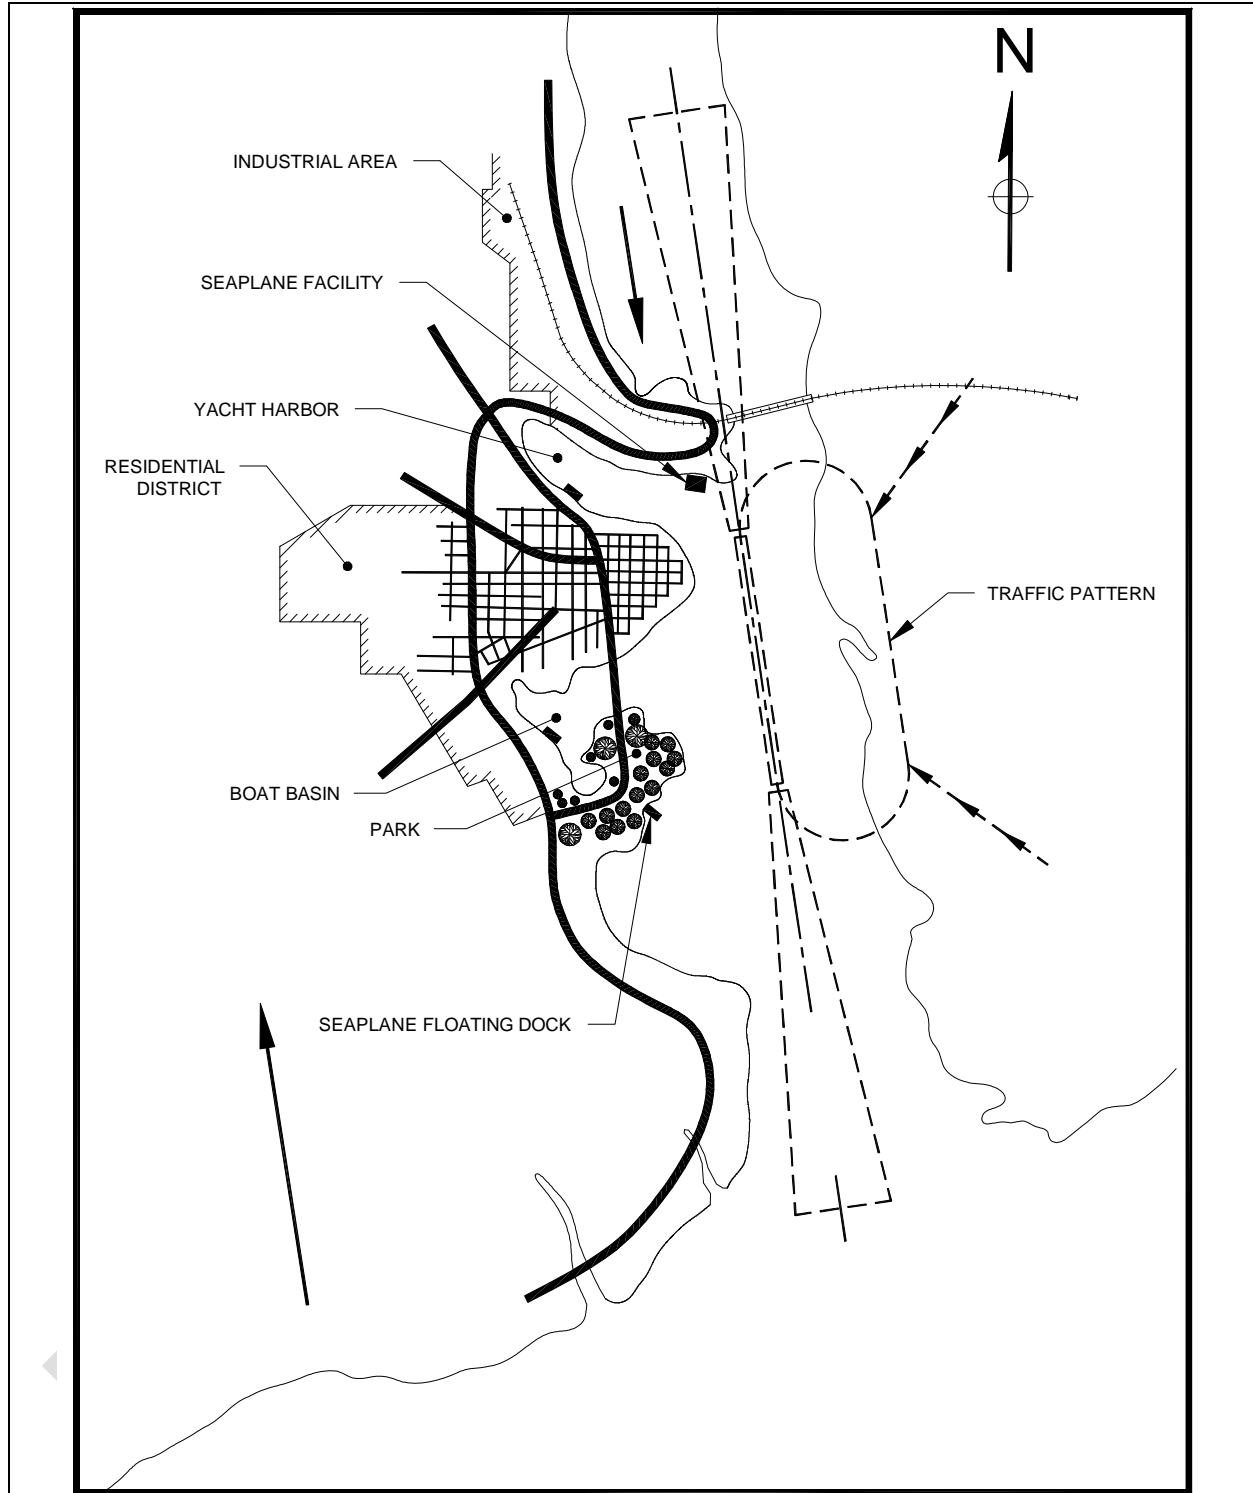 N
INDUSTRIAL AREA
SEAPLANE FACILITY
YACHT HARBOR
RESIDENTIAL
DISTRICT
TRAFFIC PATTERN
BOAT BASIN
PARK
SEAPLANE FLOATING DOCK